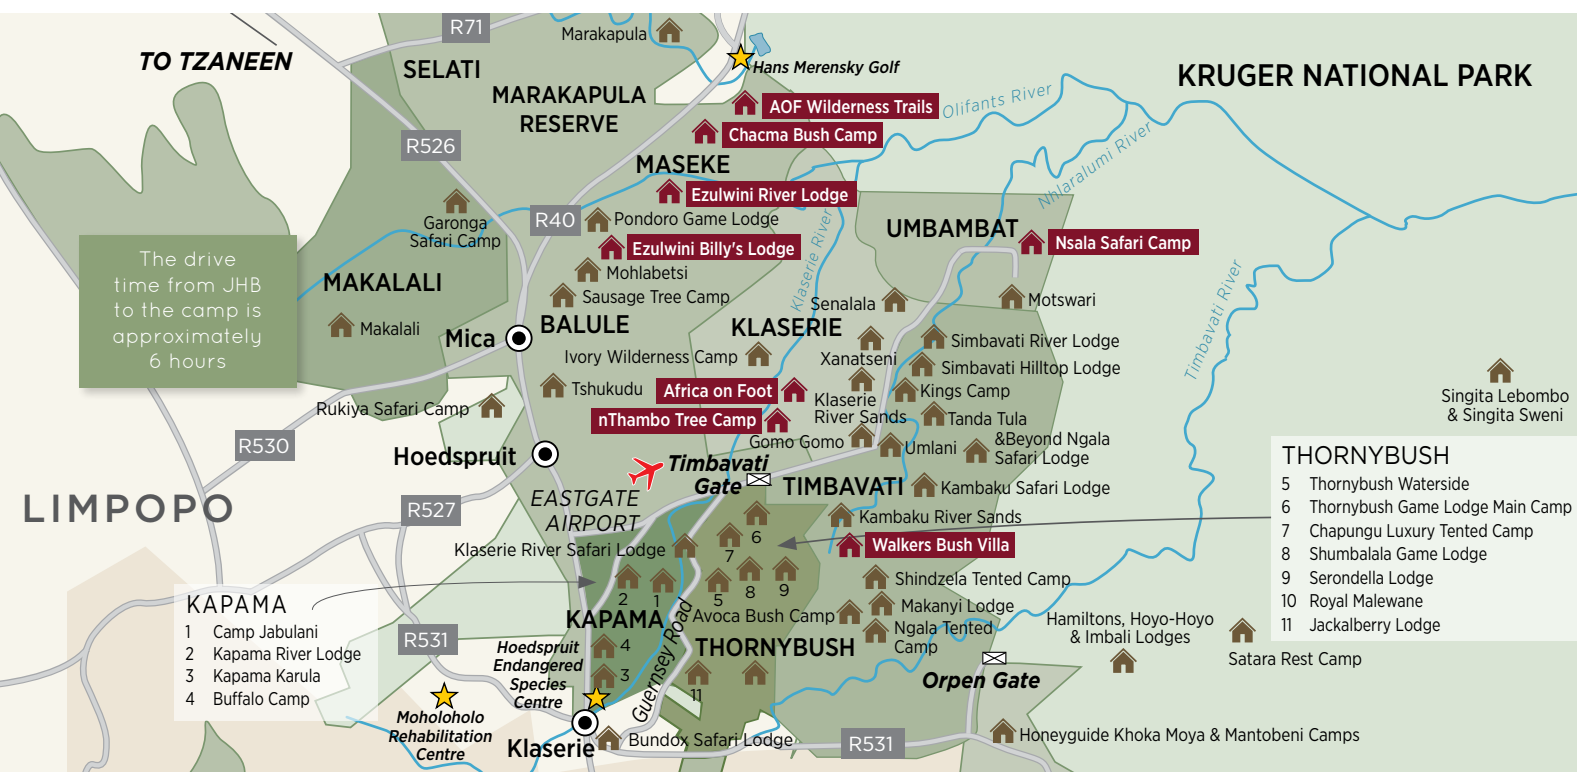 R71
Marakapula
TO TZANEEN
SELATI
Hans Merensky Golf
KRUGER NATIONAL PARK
MARAKAPULA
RESERVE
AOF Wilderness Trails
Olifants River
Chacma Bush Camp
R526
MASEKE
Nhlaralumi River
Ezulwini River Lodge
Garonga
Safari Camp
R40
Pondoro Game Lodge
UMBAMBAT
Nsala Safari Camp
Ezulwini Billy's Lodge
Klaserie River
The drive
time from JHB
to the camp is
approximately
6 hours
MAKALALI
Mohlabetsi
Sausage Tree Camp
Senalala
Motswari
Timbavati River
Makalali
Mica
BALULE
KLASERIE
Simbavati River Lodge
Ivory Wilderness Camp
Xanatseni
Simbavati Hilltop Lodge
Tshukudu
Africa on Foot
Klaserie
River Sands
Kings Camp
Singita Lebombo
& Singita Sweni
Rukiya Safari Camp
nThambo Tree Camp
Tanda Tula
R530
Gomo Gomo
Umlani
&Beyond Ngala
Safari Lodge
Hoedspruit
Timbavati
Gate
TIMBAVATI
Kambaku Safari Lodge
LIMPOPO
R527
EASTGATE
AIRPORT
Kambaku River Sands
Klaserie River Safari Lodge
Walkers Bush Villa
THORNYBUSH
5 Thornybush Waterside
6 Thornybush Game Lodge Main Camp
7 Chapungu Luxury Tented Camp
8 Shumbalala Game Lodge
9 Serondella Lodge
10 Royal Malewane
11 Jackalberry Lodge
6
7
2
1
5
8
9
Shindzela Tented Camp
KAPAMA
1 Camp Jabulani
2 Kapama River Lodge
3 Kapama Karula
4 Buffalo Camp
KAPAMA
Avoca Bush Camp
Makanyi Lodge
Ngala Tented
Camp
Hamiltons, Hoyo-Hoyo
& Imbali Lodges
Satara Rest Camp
R531
4
3
Hoedspruit
Endangered
Species
Centre
Guernsey Road
THORNYBUSH
11
Orpen Gate
Moholoholo
Rehabilitation
Centre
Klaserie
Bundox Safari Lodge
R531
Honeyguide Khoka Moya & Mantobeni Camps